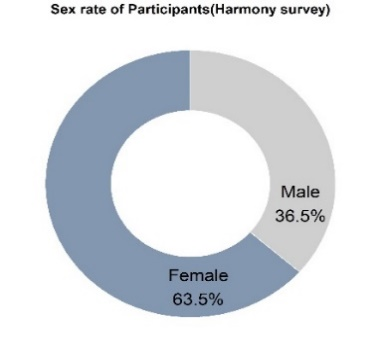 Sex rate of Participants(Harmony survey)
Male
36.5%
Female
63.5%